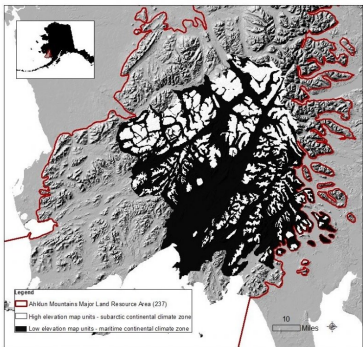 Legend
Ahklun Mountains Major Land Resource Area (237)
High elevation map units - subarctic continental climate zone
Low elevation map units - maritime continental climate zone
10
Miles